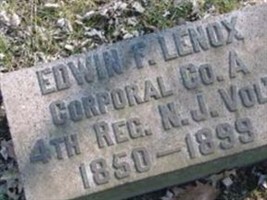 EDWIN F. LENOX
CORPORAL CO. A
4TH REG. N.J. VOL
1850 - 1899